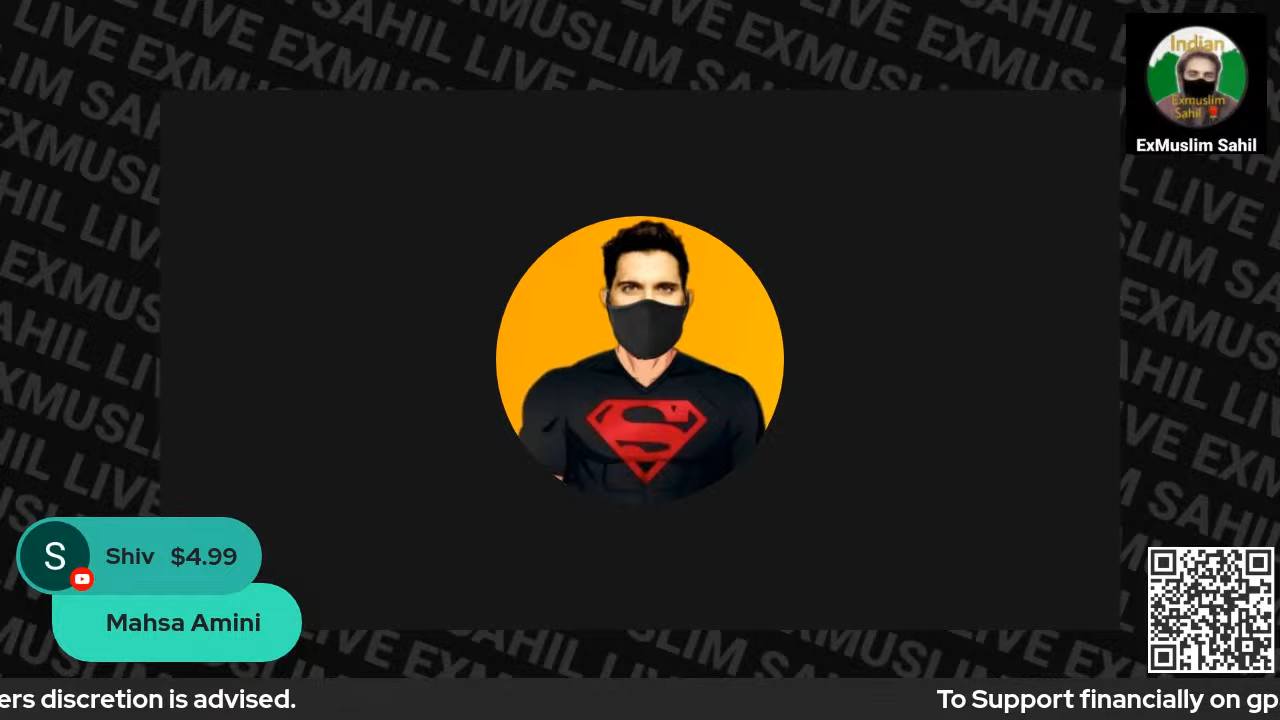 Indian
Exmuslim
Sahil
ExMuslim Sahil
S
Shiv $4.99
Mahsa Amini
ers discretion is advised.
To Support financially on gp